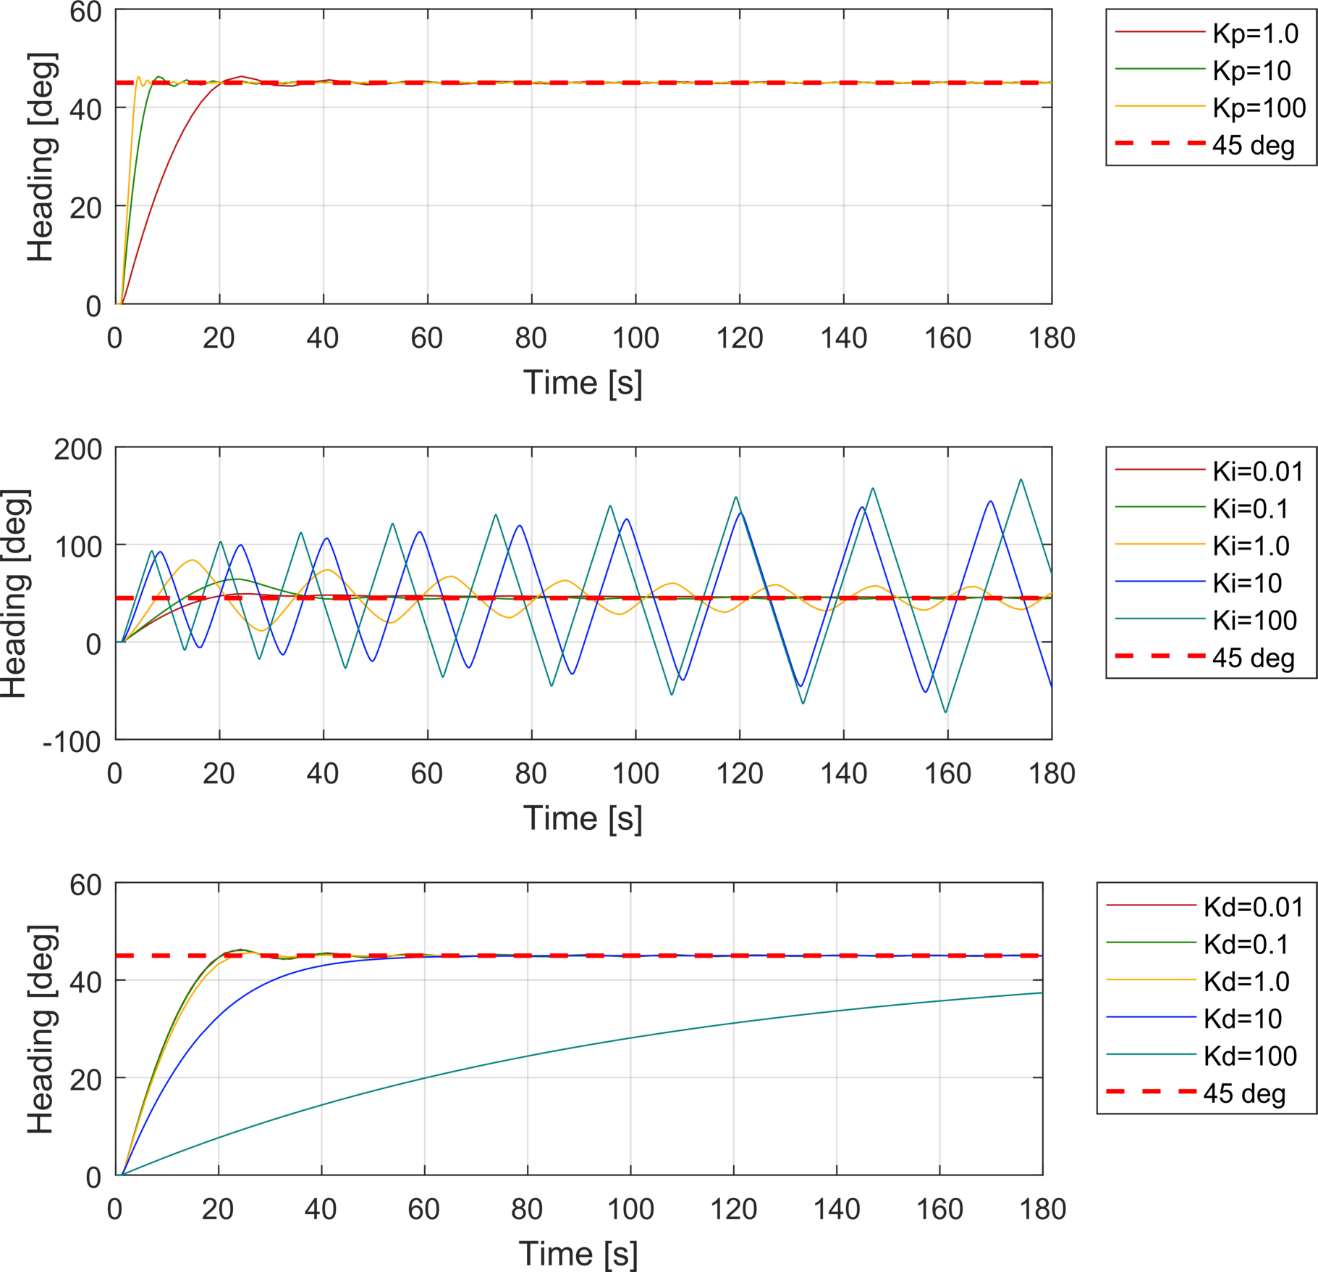 60
40
20
0
Heading [deg]
0 20 40 60 80 100 120 140 160 180
Time [s]
Kp=1.0
Kp=10
Kp=100
45 deg
200
100
0
-100
Heading [deg]
0 20 40 60 80 100 120 140 160 180
Time [s]
Ki=0.01
Ki=0.1
Ki=1.0
Ki=10
Ki=100
45 deg
60
40
20
0
Heading [deg]
0 20 40 60 80 100 120 140 160 180
Time [s]
Kd=0.01
Kd=0.1
Kd=1.0
Kd=10
Kd=100
45 deg